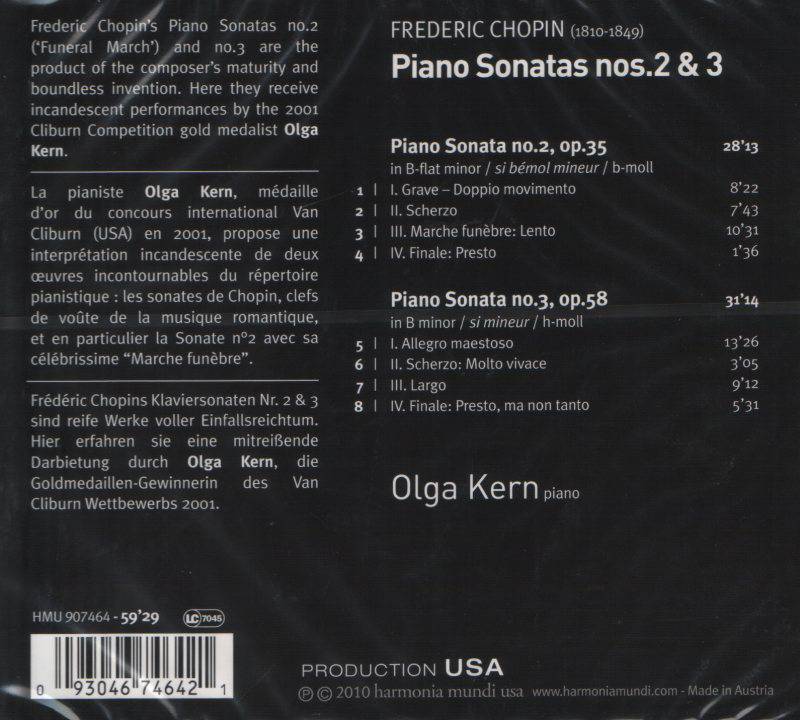 Frederic Chopin's Piano Sonatas no.2
('Funeral March') and no.3 are the
product of the composer's maturity and
boundless invention. Here they receive
incandescent performances by the 2001
Cliburn Competition gold medalist Olga
Kern.
La pianiste Olga Kern, médaille
d'or du concours international Van
Cliburn (USA) en 2001, propose une
interprétation incandescente de deux
œuvres incontournables du répertoire
pianistique : les sonates de Chopin, clefs
de voûte de la musique romantique,
et en particulier la Sonate n°2 avec sa
célébrissime "Marche funèbre".
Frédéric Chopins Klaviersonaten Nr. 2 & 3
sind reife Werke voller Einfallsreichtum.
Hier erfahren sie eine mitreißende
Darbietung durch Olga Kern, die
Goldmedaillen-Gewinnerin des Van
Cliburn Wettbewerbs 2001.
FREDERIC CHOPIN (1810-1849)
Piano Sonatas nos.2 & 3
Piano Sonata no.2, op.35 28'13
in B-flat minor / si bémol mineur / b-moll
1 | I. Grave – Doppio movimento 8'22
2 | II. Scherzo 7'43
3 | III. Marche funèbre: Lento 10'31
4 | IV. Finale: Presto 1'36
Piano Sonata no.3, op.58 31'14
in B minor / si mineur / h-moll
5 | I. Allegro maestoso 13'26
6 | II. Scherzo: Molto vivace 3'05
7 | III. Largo 9'12
8 | IV. Finale: Presto, ma non tanto 5'31
Olga Kern piano
HMU 907464 - 59'29 LC 7045
0 93046 74642 1
PRODUCTION USA
℗ © 2010 harmonia mundi usa www.harmoniamundi.com - Made in Austria